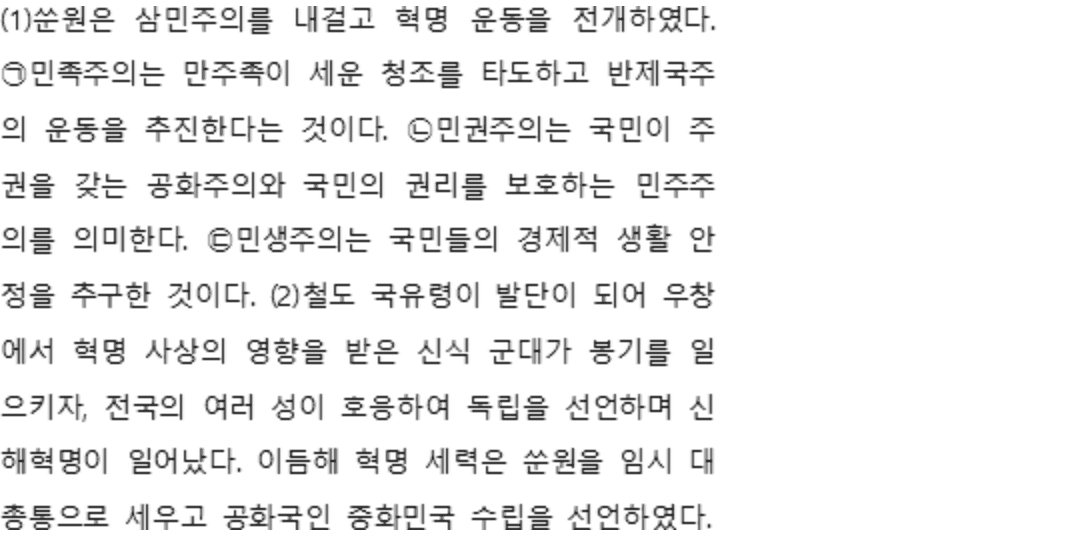 (1)쑨원은 삼민주의를 내걸고 혁명 운동을 전개하였다.
㉠민족주의는 만주족이 세운 청조를 타도하고 반제국주
의 운동을 추진한다는 것이다. ㉡민권주의는 국민이 주
권을 갖는 공화주의와 국민의 권리를 보호하는 민주주
의를 의미한다. ㉢민생주의는 국민들의 경제적 생활 안
정을 추구한 것이다. (2)철도 국유령이 발단이 되어 우창
에서 혁명 사상의 영향을 받은 신식 군대가 봉기를 일
으키자, 전국의 여러 성이 호응하여 독립을 선언하며 신
해혁명이 일어났다. 이듬해 혁명 세력은 쑨원을 임시 대
총통으로 세우고 공화국인 중화민국 수립을 선언하였다.